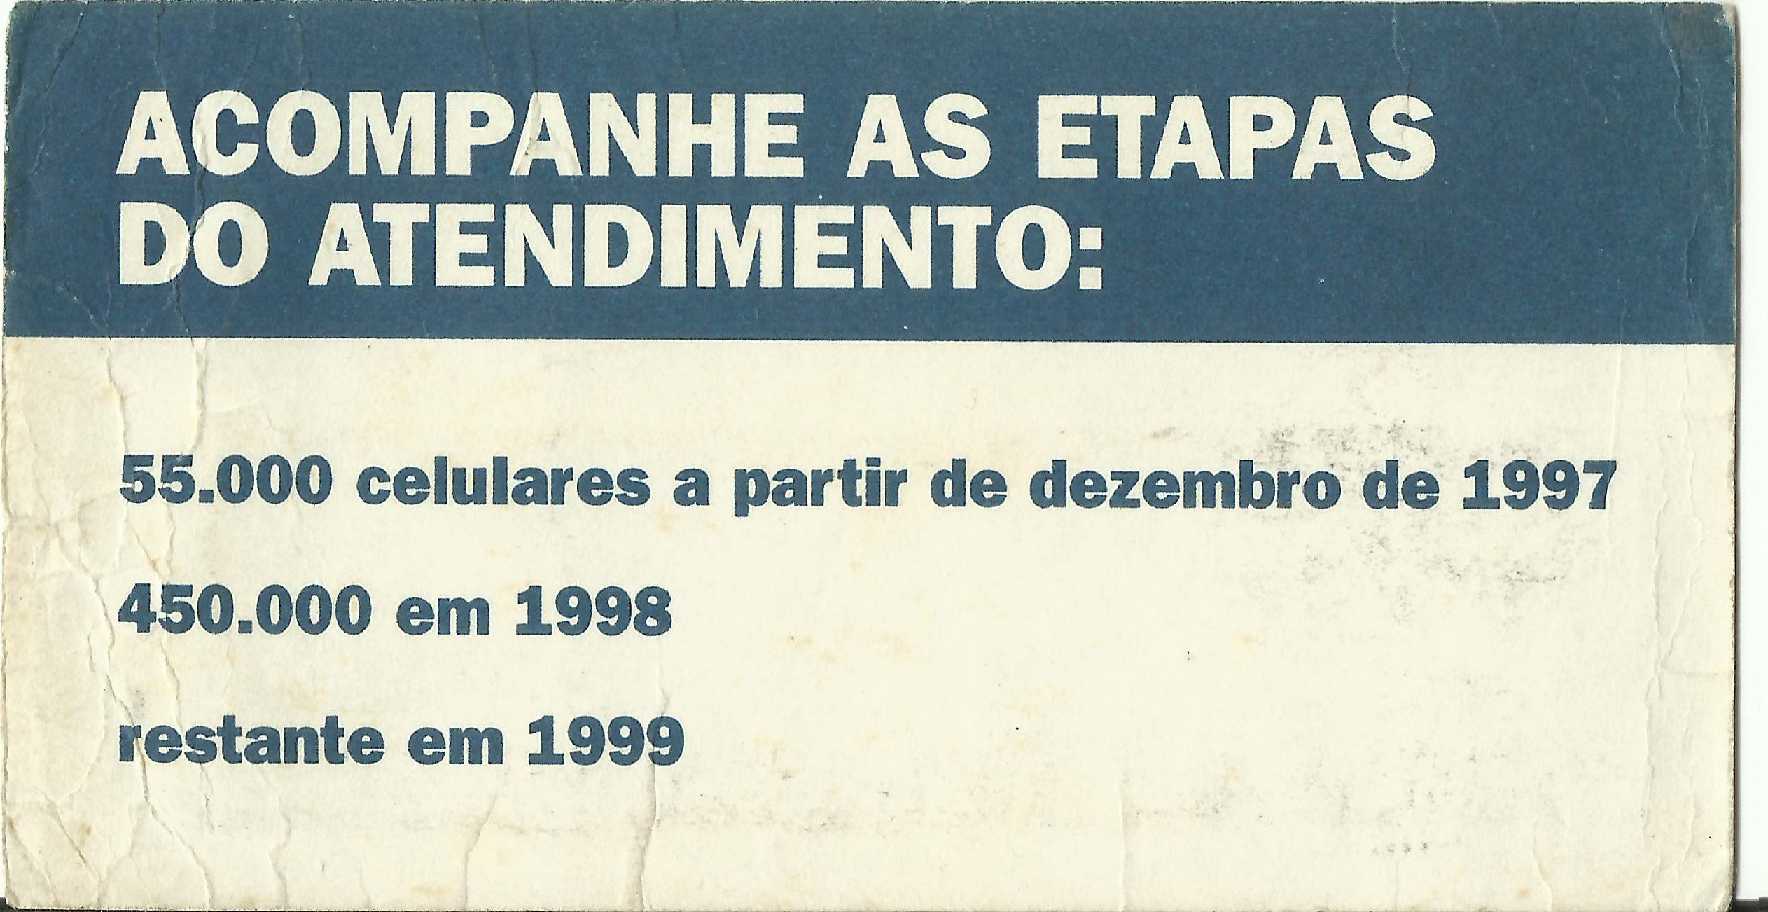 ACOMPANHE AS ETAPAS
DO ATENDIMENTO:
55.000 celulares a partir de dezembro de 1997
450.000 em 1998
restante em 1999